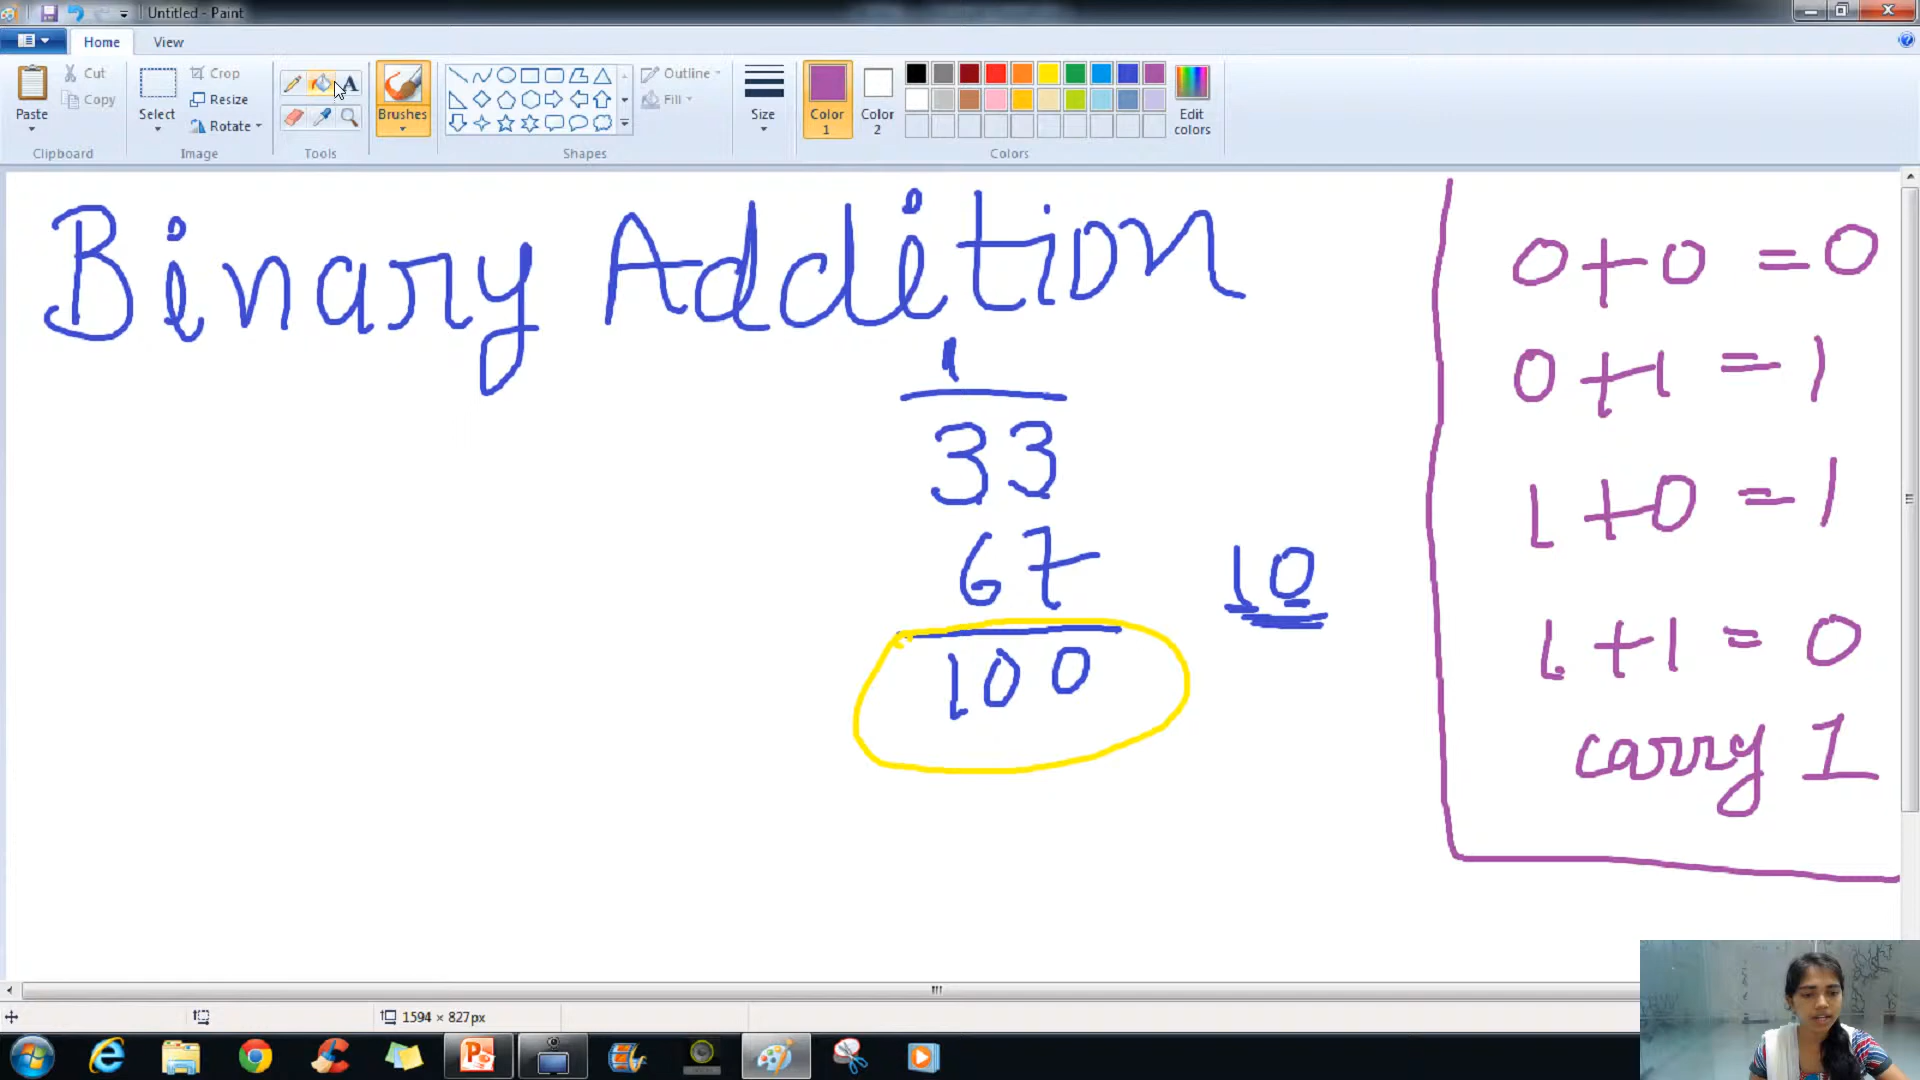 Untitled - Paint
Home View
Paste
Cut
Copy
Clipboard
Select
Crop
Resize
Rotate
Image
Tools
A
Brushes
Shapes
Outline
Fill
Size
Color 1
Color 2
Edit colors
Colors
Binary Addition
1
33
67
100
10
0+0 =0
0+1 =1
1+0 =1
1+1= 0
carry 1
1594 × 827px